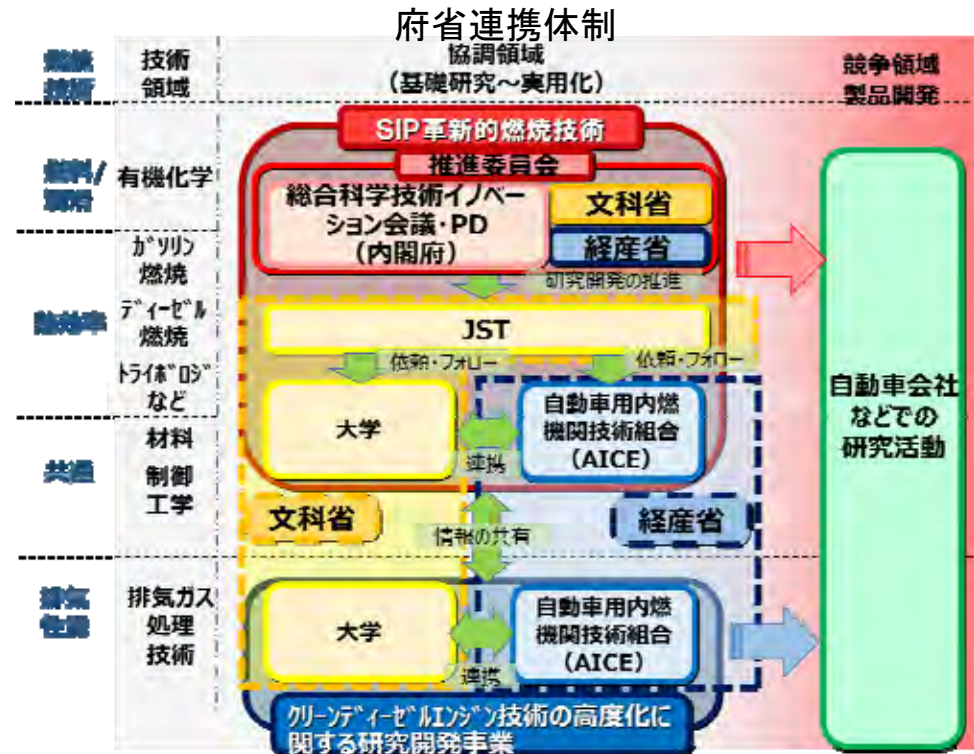 府省連携体制
技術
領域
協調領域
(基礎研究～実用化)
競争領域
製品開発
SIP革新的燃焼技術
推進委員会
有機化学
総合科学技術イノベー
ション会議・PD
(内閣府)
文科省
経産省
研究開発の推進
ｶﾞｿﾘﾝ
燃焼
ﾃﾞｨｰｾﾞﾙ
燃焼
ﾄﾗｲﾎﾞﾛｼﾞ
など
JST
依頼・フォロー
依頼・フォロー
大学
自動車用内燃
機関技術組合
(AICE)
連携
自動車会社
などでの
研究活動
共通
材料
制御
工学
文科省
経産省
情報の共有
排気
排気ガス
処理
技術
大学
自動車用内燃
機関技術組合
(AICE)
連携
ｸﾘｰﾝﾃﾞｨｰｾﾞﾙｴﾝｼﾞﾝ技術の高度化に
関する研究開発事業